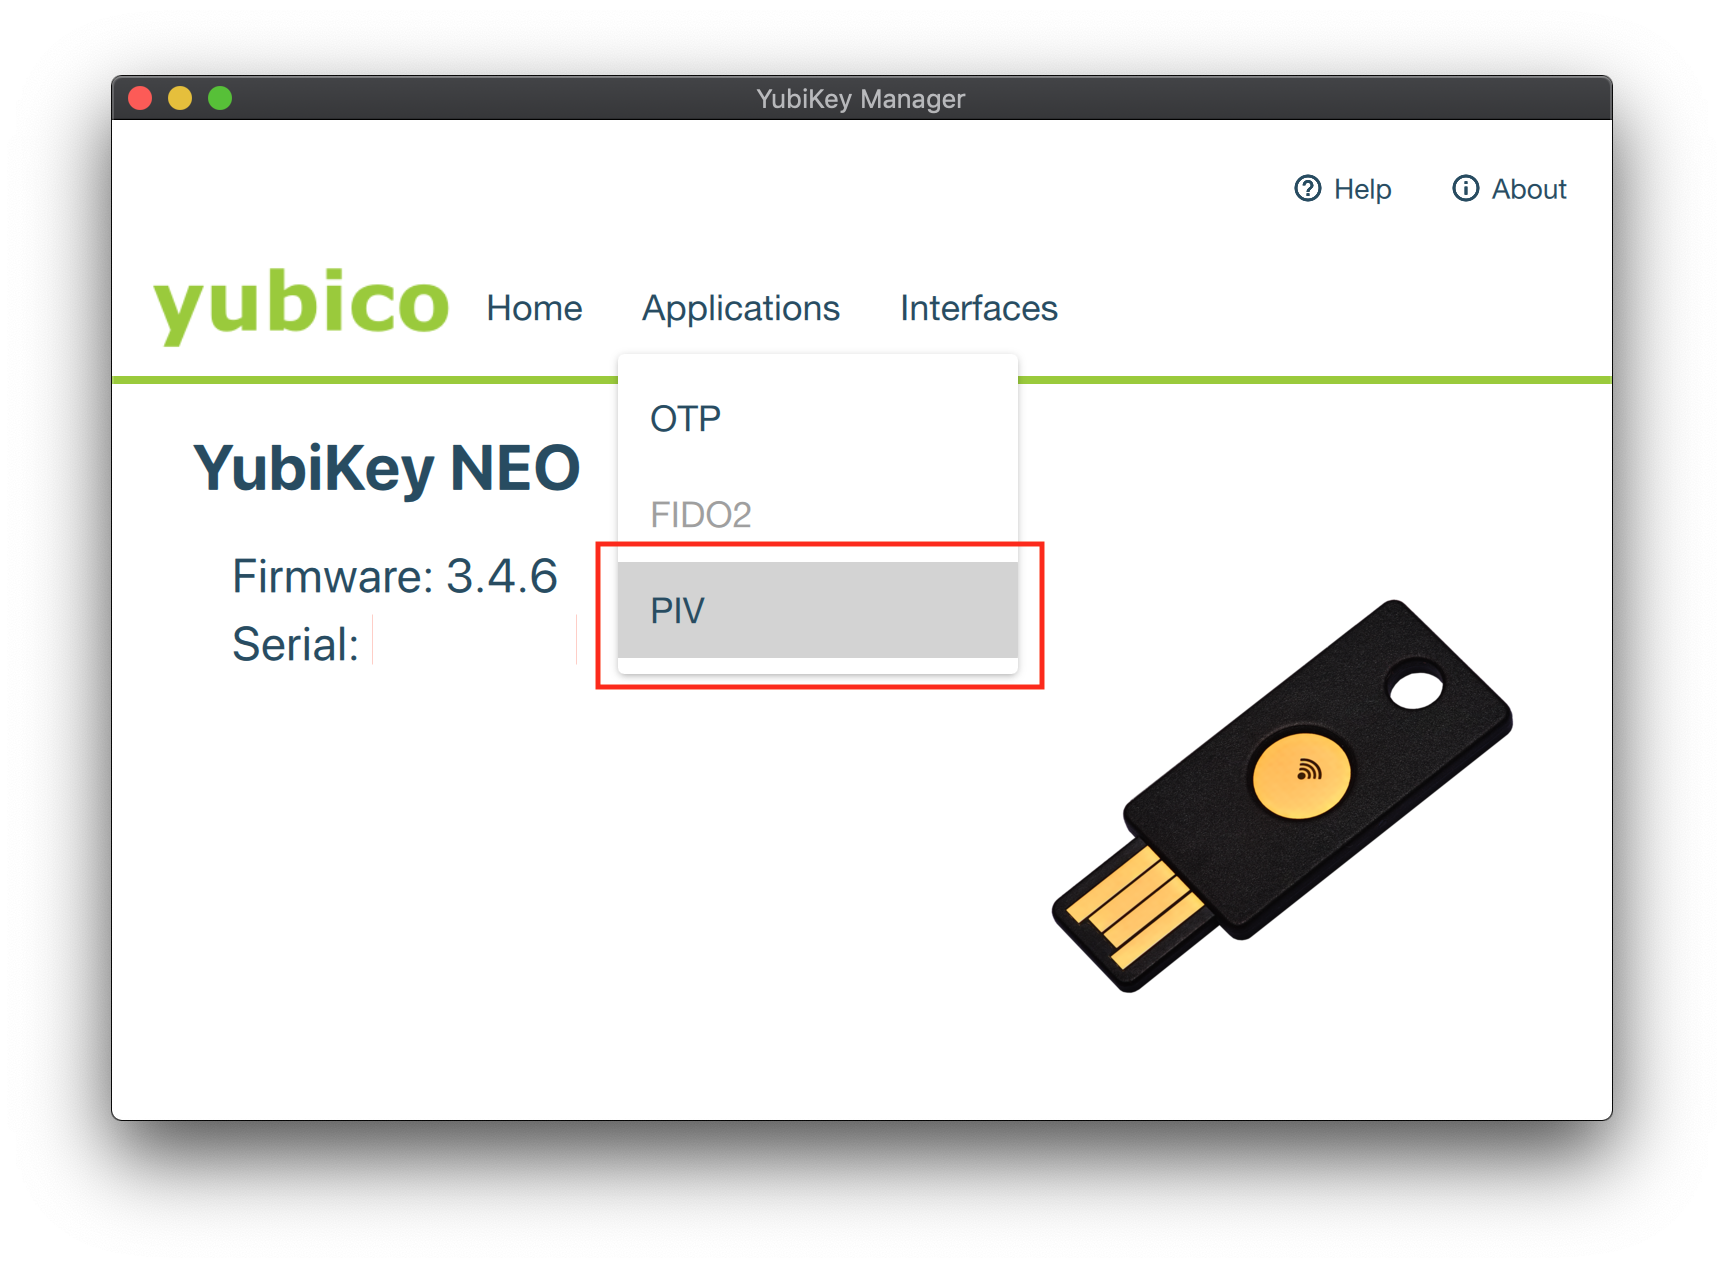 YubiKey Manager
Help
About
yubico
Home
Applications
Interfaces
OTP
FIDO2
PIV
YubiKey NEO
Firmware: 3.4.6
Serial: